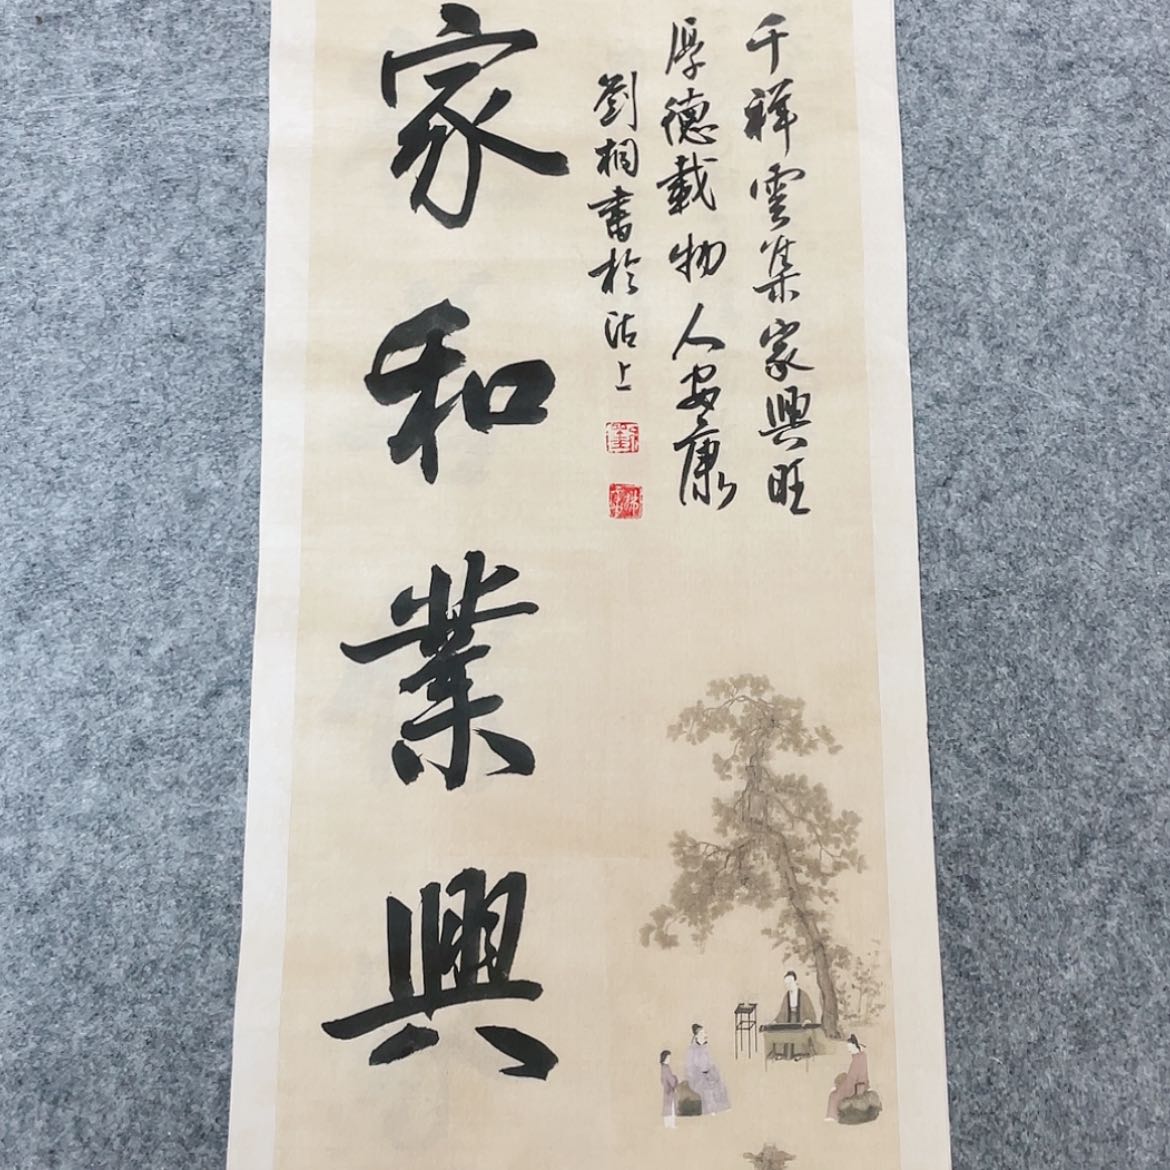 家和業興
千祥雲集家興旺
厚德載物人安康
劉桐書於沽上